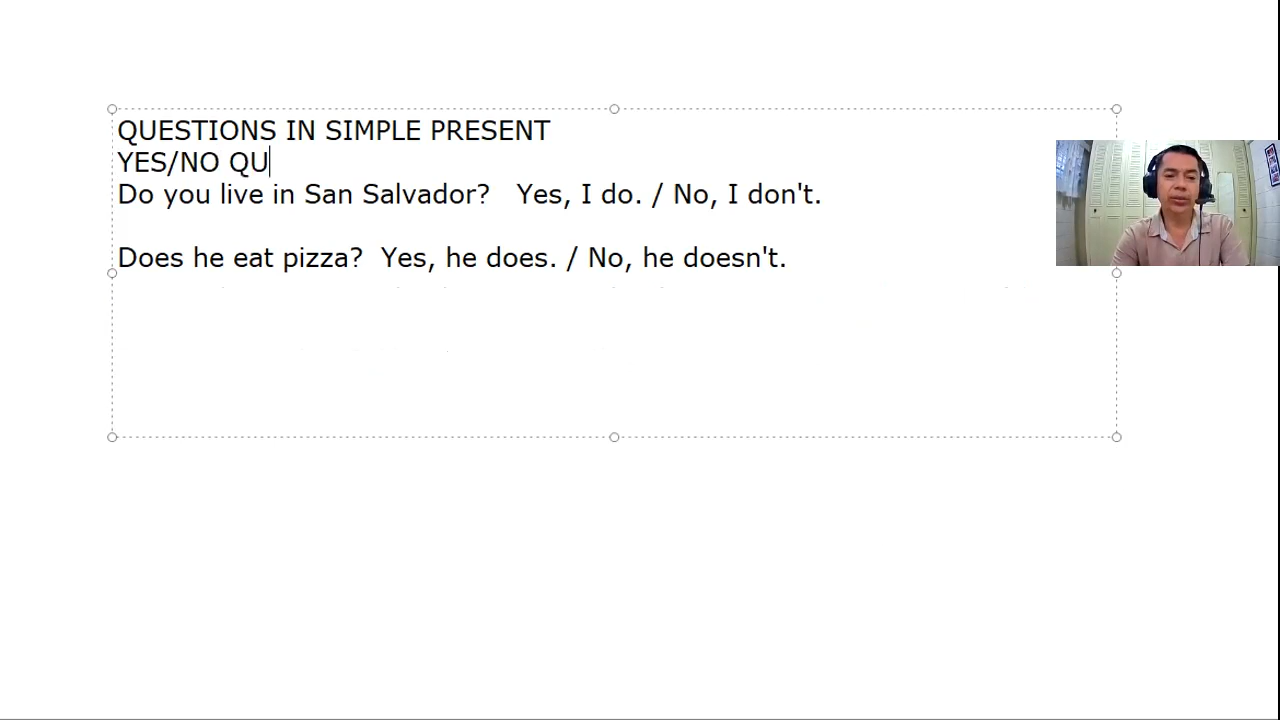 QUESTIONS IN SIMPLE PRESENT
YES/NO QU
Do you live in San Salvador?   Yes, I do. / No, I don't.
Does he eat pizza?  Yes, he does. / No, he doesn't.